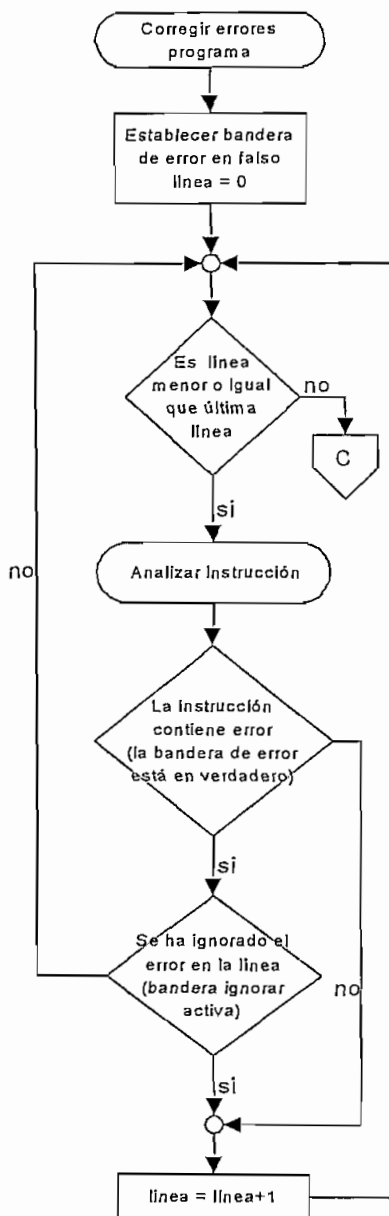 Corregir errores
programa
Establecer bandera
de error en falso
linea = 0
Es linea
menor o igual
que última
línea
no
C
si
Analizar instrucción
no
La instrucción
contiene error
(la bandera de error
está en verdadero)
si
Se ha ignorado el
error en la linea
(bandera ignorar
activa)
no
si
linea = linea+1